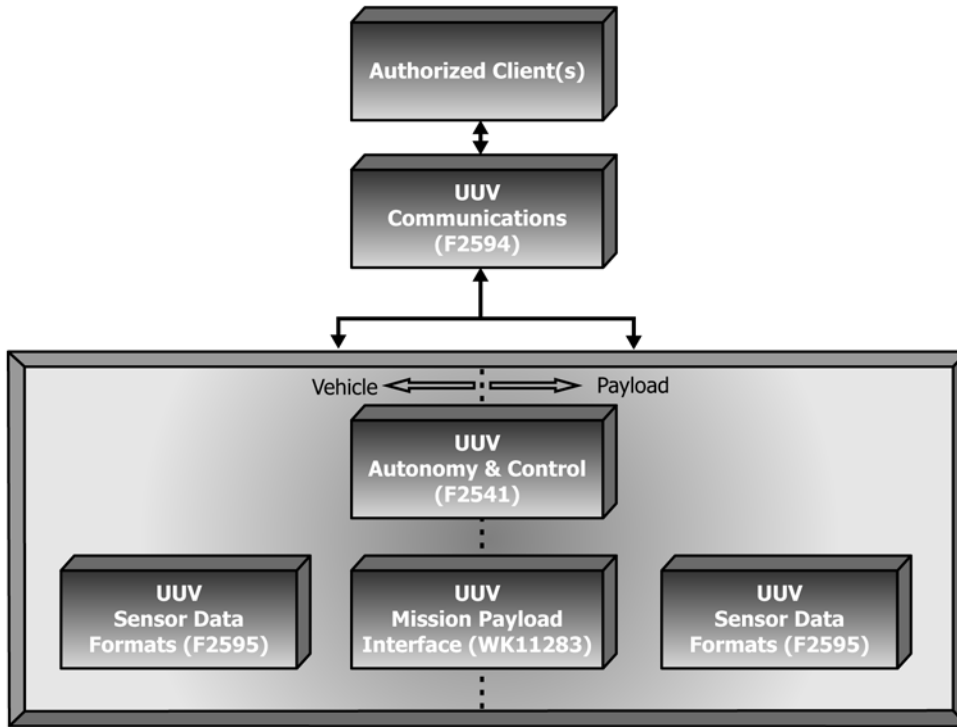 Authorized Client(s)
UUV
Communications
(F2594)
Vehicle
Payload
UUV
Autonomy & Control
(F2541)
UUV
Sensor Data
Formats (F2595)
UUV
Mission Payload
Interface (WK11283)
UUV
Sensor Data
Formats (F2595)